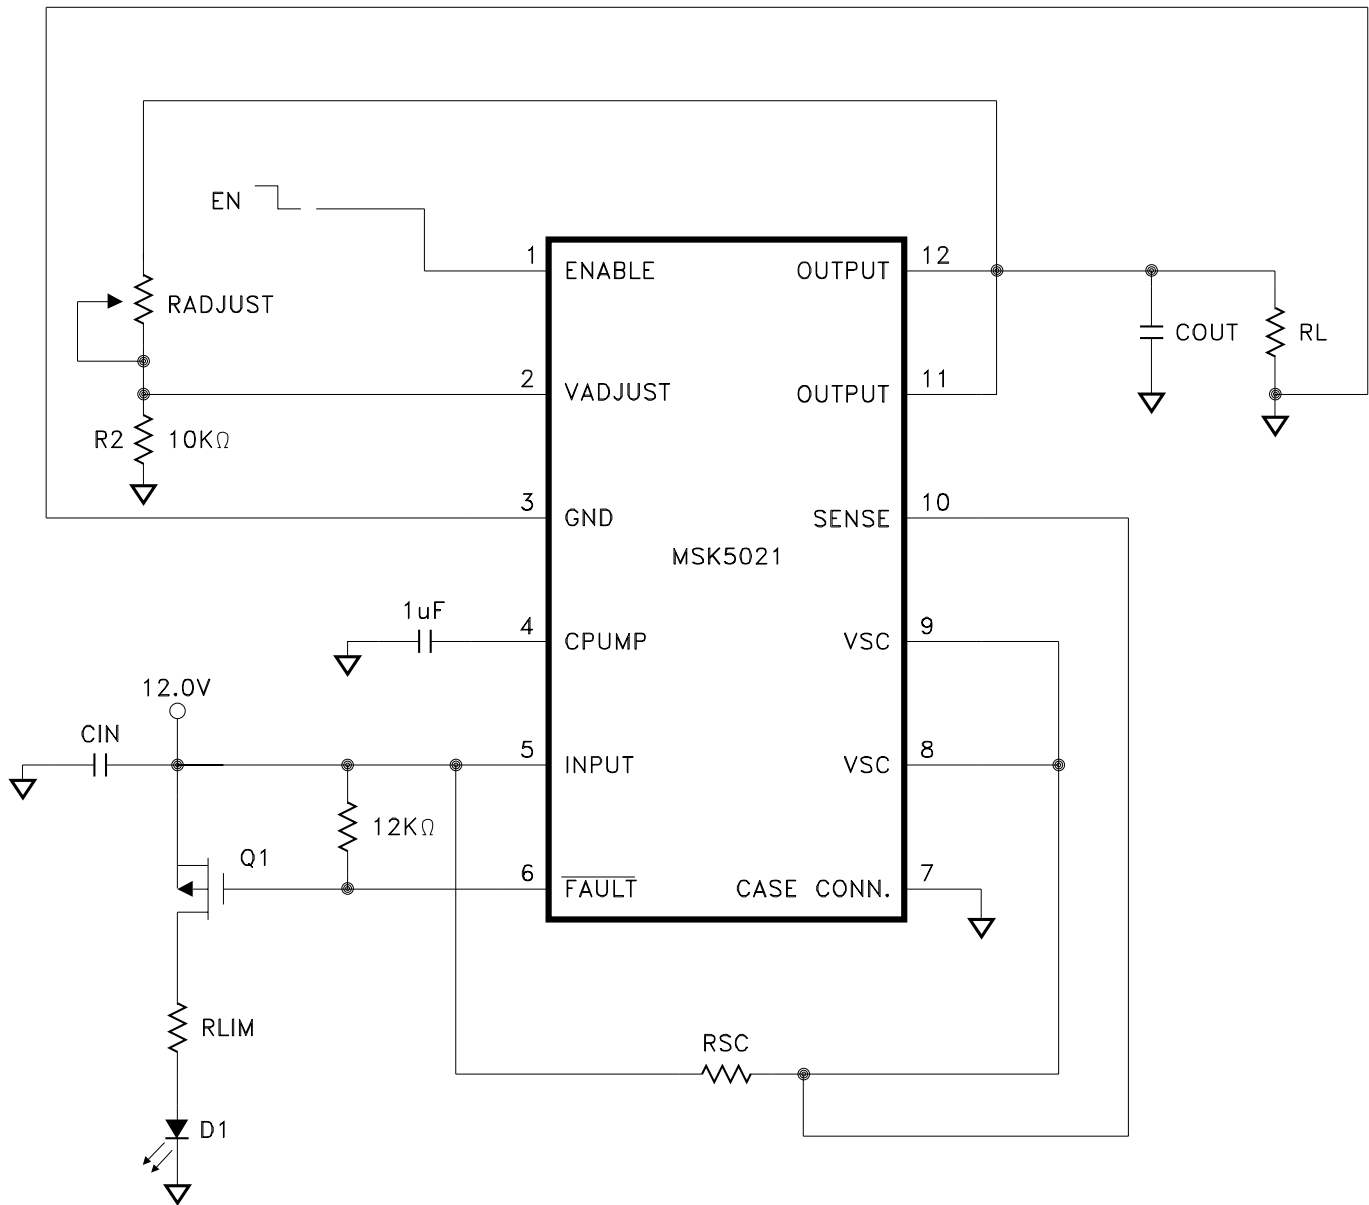 EN
1
ENABLE
OUTPUT
12
RADJUST
COUT
RL
2
VADJUST
OUTPUT
11
R2
10KΩ
3
GND
SENSE
10
MSK5021
1uF
4
CPUMP
VSC
9
12.0V
CIN
5
INPUT
VSC
8
12KΩ
Q1
6
FAULT
CASE CONN.
7
RLIM
RSC
D1